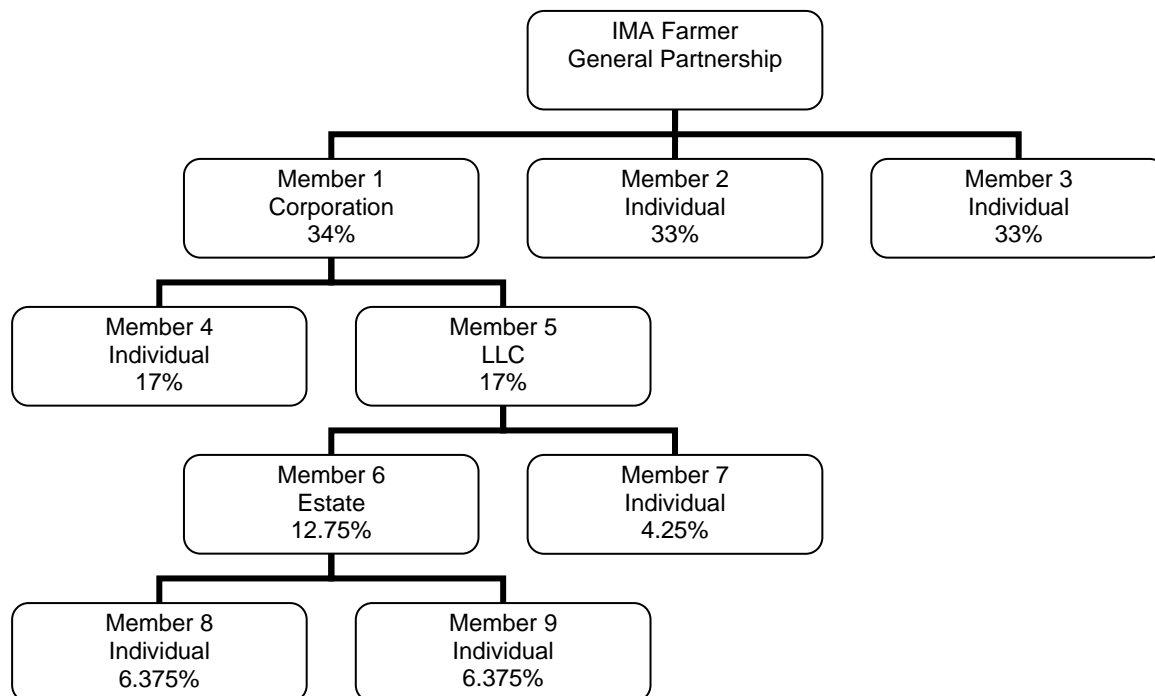 IMA Farmer
General Partnership
Member 1
Corporation
34%
Member 2
Individual
33%
Member 3
Individual
33%
Member 4
Individual
17%
Member 5
LLC
17%
Member 6
Estate
12.75%
Member 7
Individual
4.25%
Member 8
Individual
6.375%
Member 9
Individual
6.375%